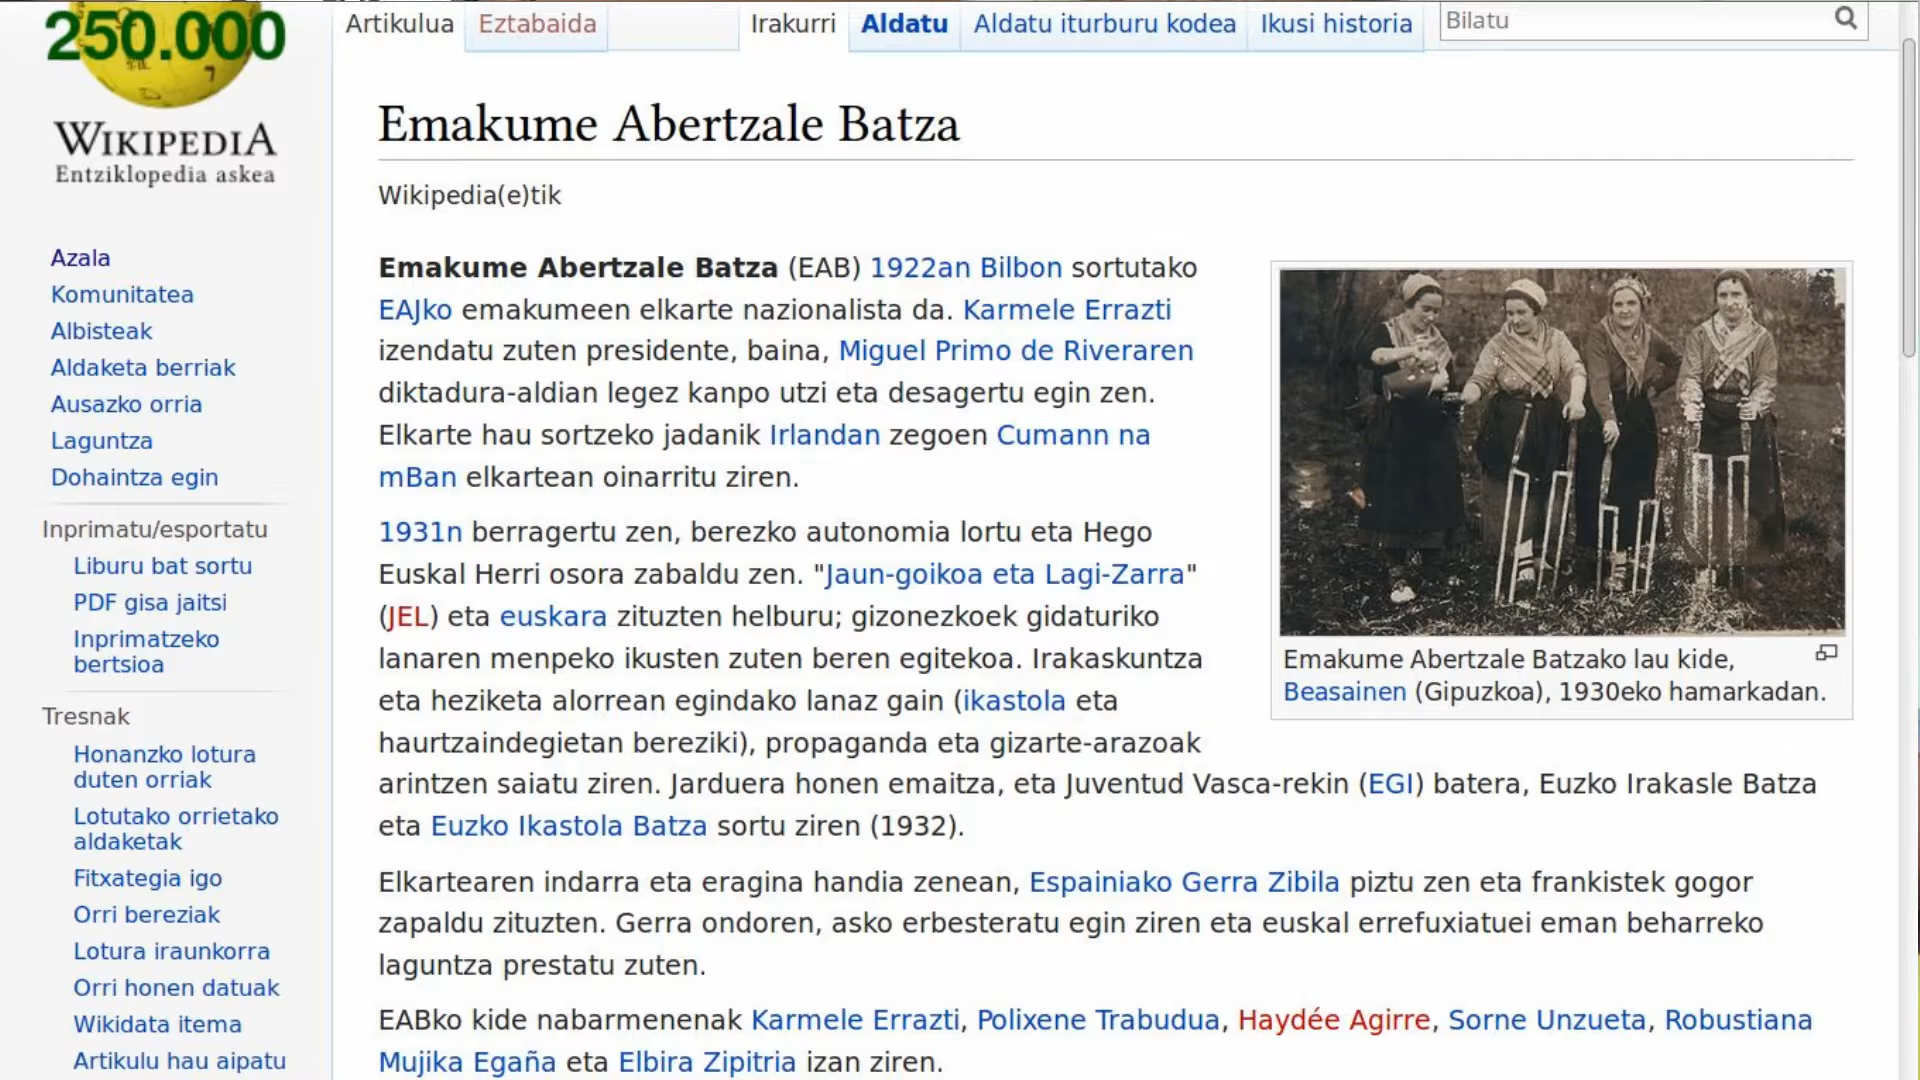 250.000
WIKIPEDIA
Entziklopedia askea
Azala
Komunitatea
Albisteak
Aldaketa berriak
Ausazko orria
Laguntza
Dohaintza egin
Inprimatu/esportatu
Liburu bat sortu
PDF gisa jaitsi
Inprimatzeko
bertsioa
Tresnak
Honanzko lotura
duten orriak
Lotutako orrietako
aldaketak
Fitxategia igo
Orri bereziak
Lotura iraunkorra
Orri honen datuak
Wikidata itema
Artikulu hau aipatu
Artikulua Eztabaida Irakurri Aldatu Aldatu iturburu kodea Ikusi historia Bilatu
Emakume Abertzale Batza
Wikipedia(e)tik
Emakume Abertzale Batza (EAB) 1922an Bilbon sortutako
EAJko emakumeen elkarte nazionalista da. Karmele Errazti
izendatu zuten presidente, baina, Miguel Primo de Riveraren
diktadura-aldian legez kanpo utzi eta desagertu egin zen.
Elkarte hau sortzeko jadanik Irlandan zegoen Cumann na
mBan elkartean oinarritu ziren.
1931n berragertu zen, berezko autonomia lortu eta Hego
Euskal Herri osora zabaldu zen. "Jaun-goikoa eta Lagi-Zarra"
(JEL) eta euskara zituzten helburu; gizonezkoek gidaturiko
lanaren menpeko ikusten zuten beren egitekoa. Irakaskuntza
eta heziketa alorrean egindako lanaz gain (ikastola eta
haurtzaindegietan bereziki), propaganda eta gizarte-arazoak
arintzen saiatu ziren. Jarduera honen emaitza, eta Juventud Vasca-rekin (EGI) batera, Euzko Irakasle Batza
eta Euzko Ikastola Batza sortu ziren (1932).
Elkartearen indarra eta eragina handia zenean, Espainiako Gerra Zibila piztu zen eta frankistek gogor
zapaldu zituzten. Gerra ondoren, asko erbesteratu egin ziren eta euskal errefuxiatuei eman beharreko
laguntza prestatu zuten.
EABko kide nabarmenenak Karmele Errazti, Polixene Trabudua, Haydée Agirre, Sorne Unzueta, Robustiana
Mujika Egaña eta Elbira Zipitria izan ziren.
Emakume Abertzale Batzako lau kide,
Beasainen (Gipuzkoa), 1930eko hamarkadan.